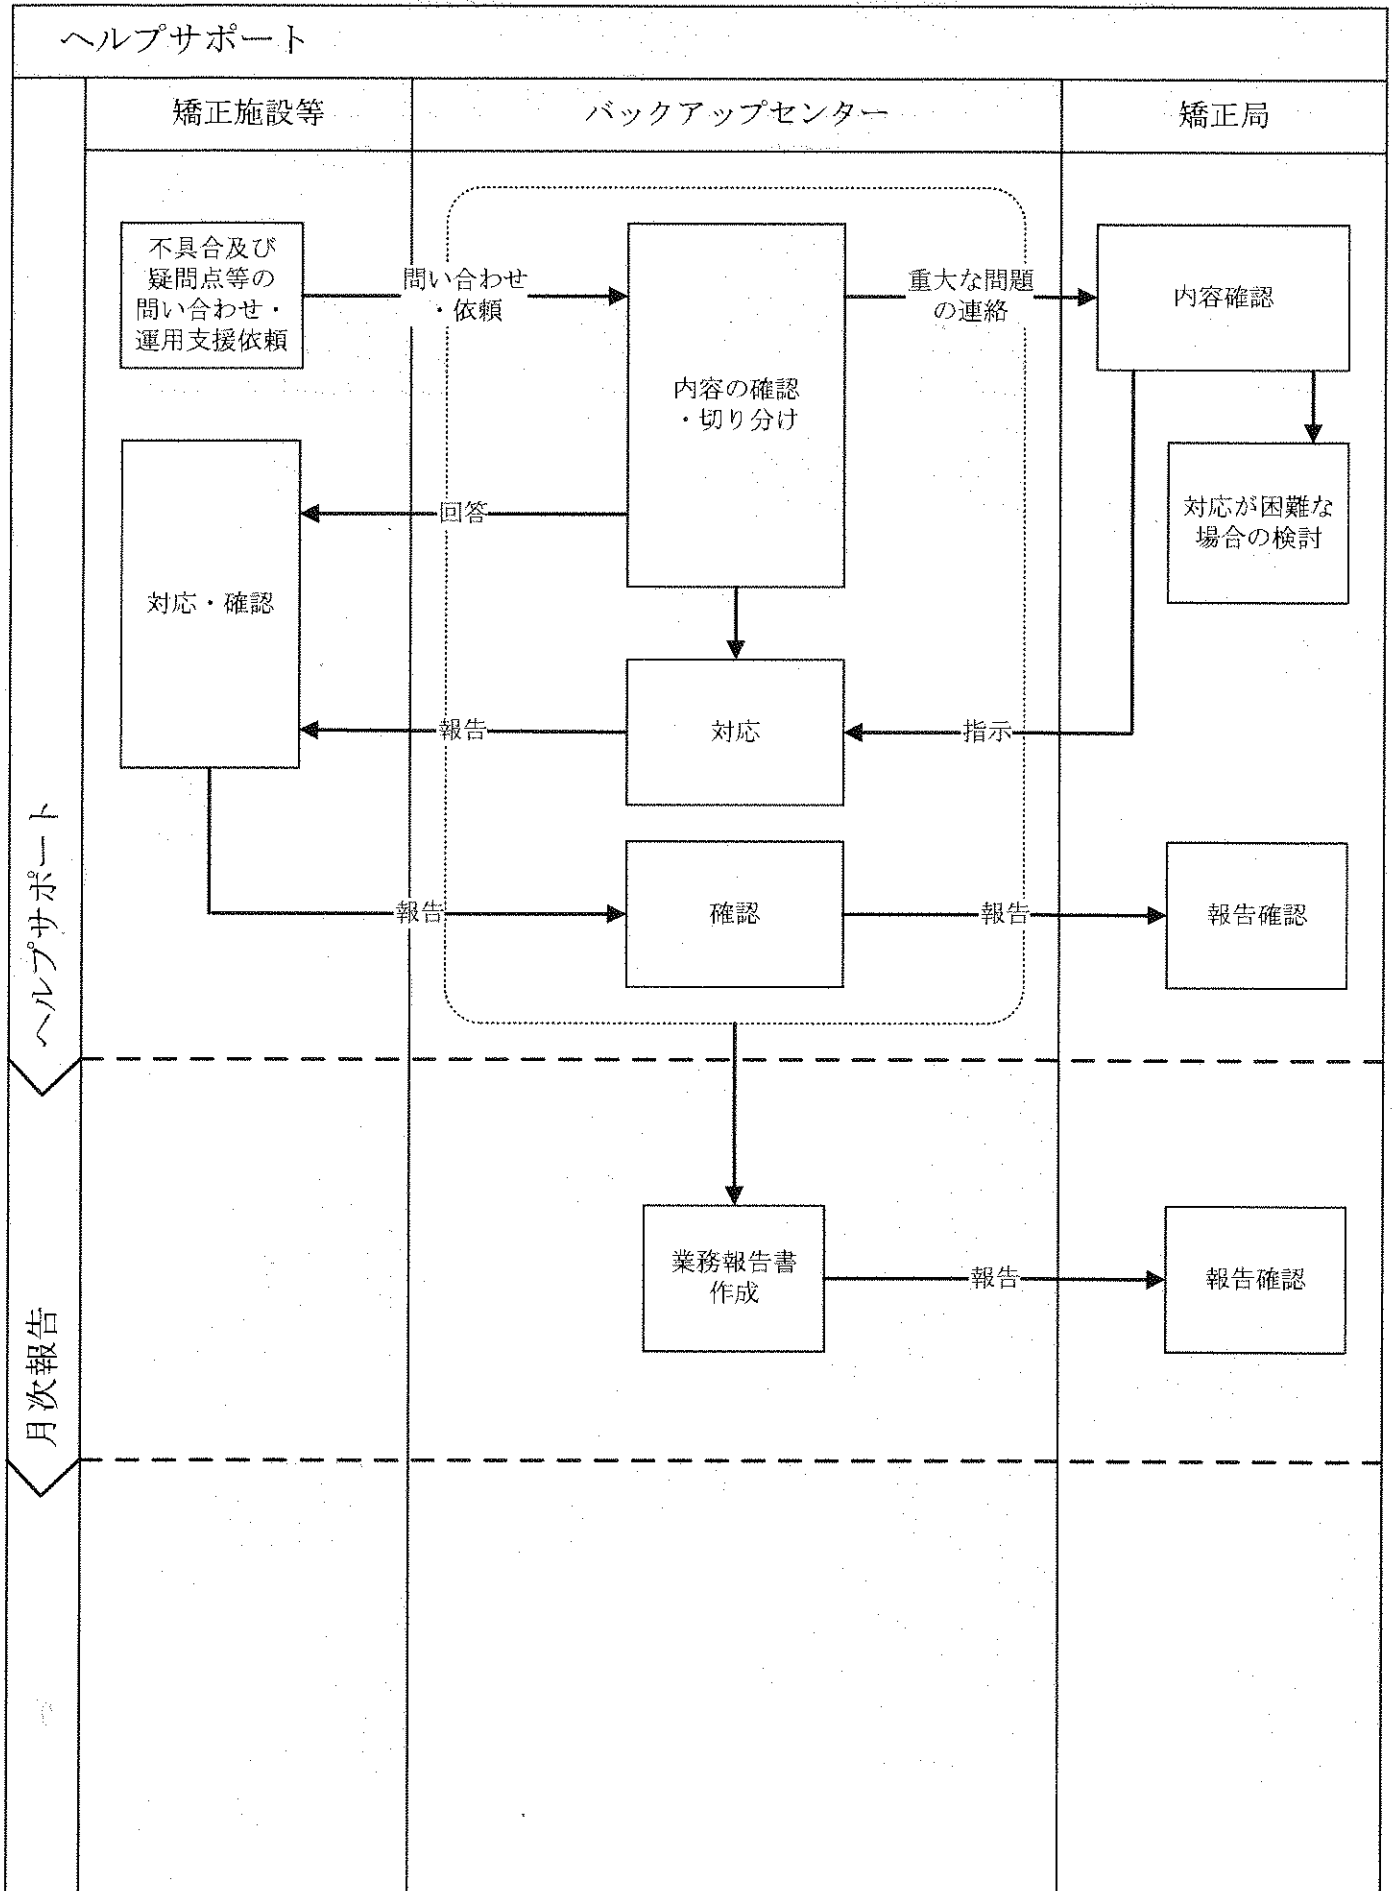 ヘルプサポート
矯正施設等
バックアップセンター
矯正局
不具合及び
疑問点等の
問い合わせ・
運用支援依頼
問い合わせ
・依頼
内容の確認
・切り分け
重大な問題
の連絡
内容確認
対応が困難な
場合の検討
回答
対応・確認
報告
対応
指示
報告
確認
報告
報告確認
ヘルプサポート
業務報告書
作成
報告
報告確認
月次報告